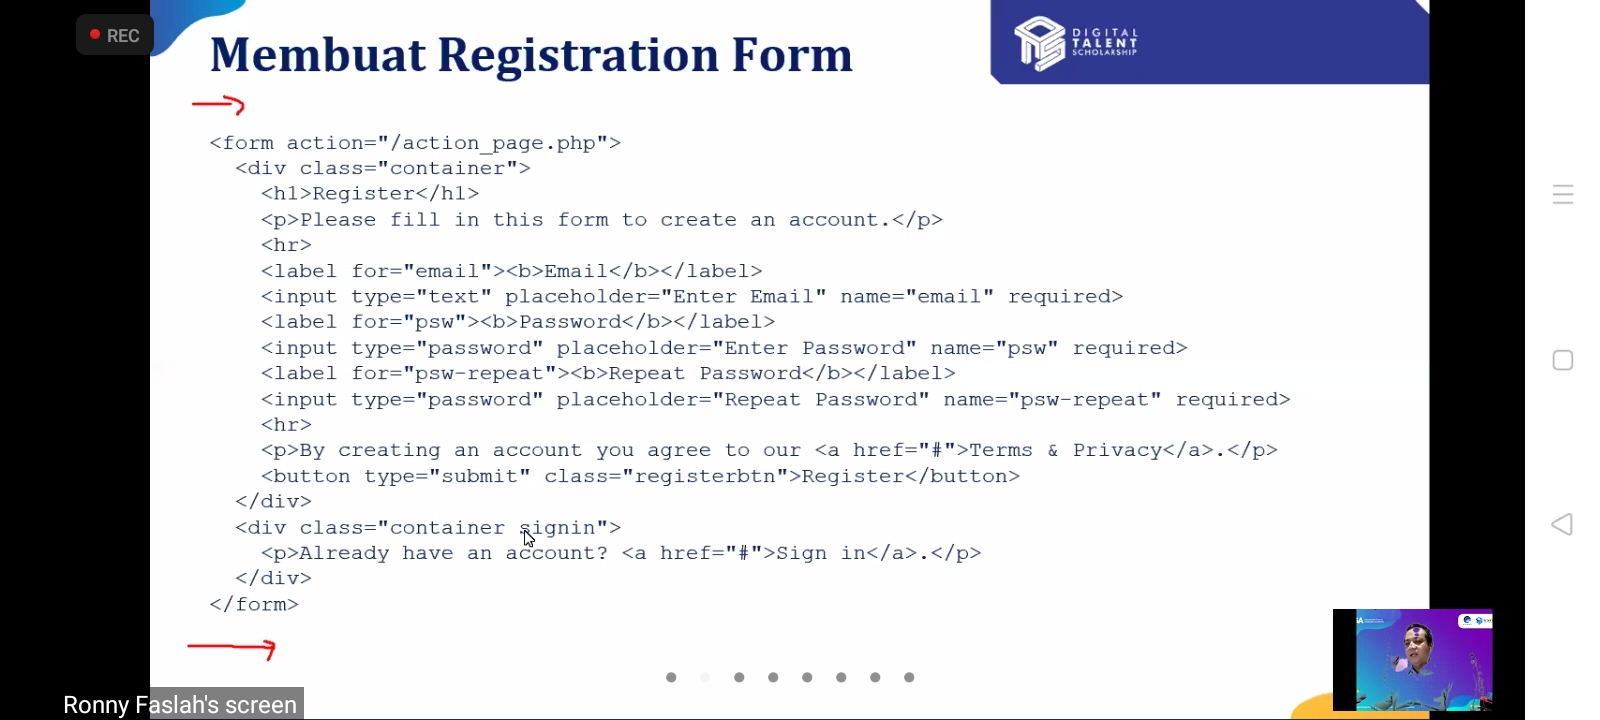 REC
Membuat Registration Form
DIGITAL
TALENT
SCHOLARSHIP
<form action="/action_page.php">
<div class="container">
<h1>Register</h1>
<p>Please fill in this form to create an account.</p>
<hr>
<label for="email"><b>Email</b></label>
<input type="text" placeholder="Enter Email" name="email" required>
<label for="psw"><b>Password</b></label>
<input type="password" placeholder="Enter Password" name="psw" required>
<label for="psw-repeat"><b>Repeat Password</b></label>
<input type="password" placeholder="Repeat Password" name="psw-repeat" required>
<hr>
<p>By creating an account you agree to our <a href="#">Terms & Privacy</a>.</p>
<button type="submit" class="registerbtn">Register</button>
</div>
<div class="container signin">
<p>Already have an account? <a href="#">Sign in</a>.</p>
</div>
</form>
Ronny Faslah's screen